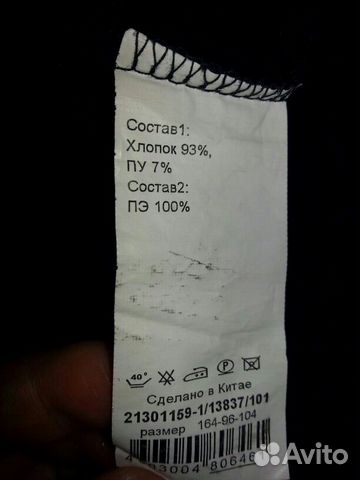 Состав1:
Хлопок 93%,
ПУ 7%
Состав2:
ПЭ 100%
40°
P
Сделано в Китае
21301159-1/13837/101
размер 164-96-104
Avito